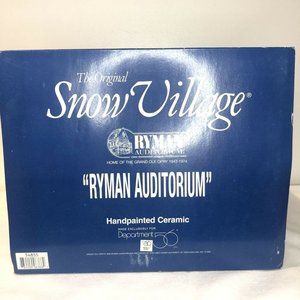 The Original
Snow Village®
RYMAN
AUDITORIUM
HOME OF THE GRAND OLE OPRY 1943-1974
"RYMAN AUDITORIUM"
Handpainted Ceramic
MADE EXCLUSIVELY FOR
Department 56®
54855